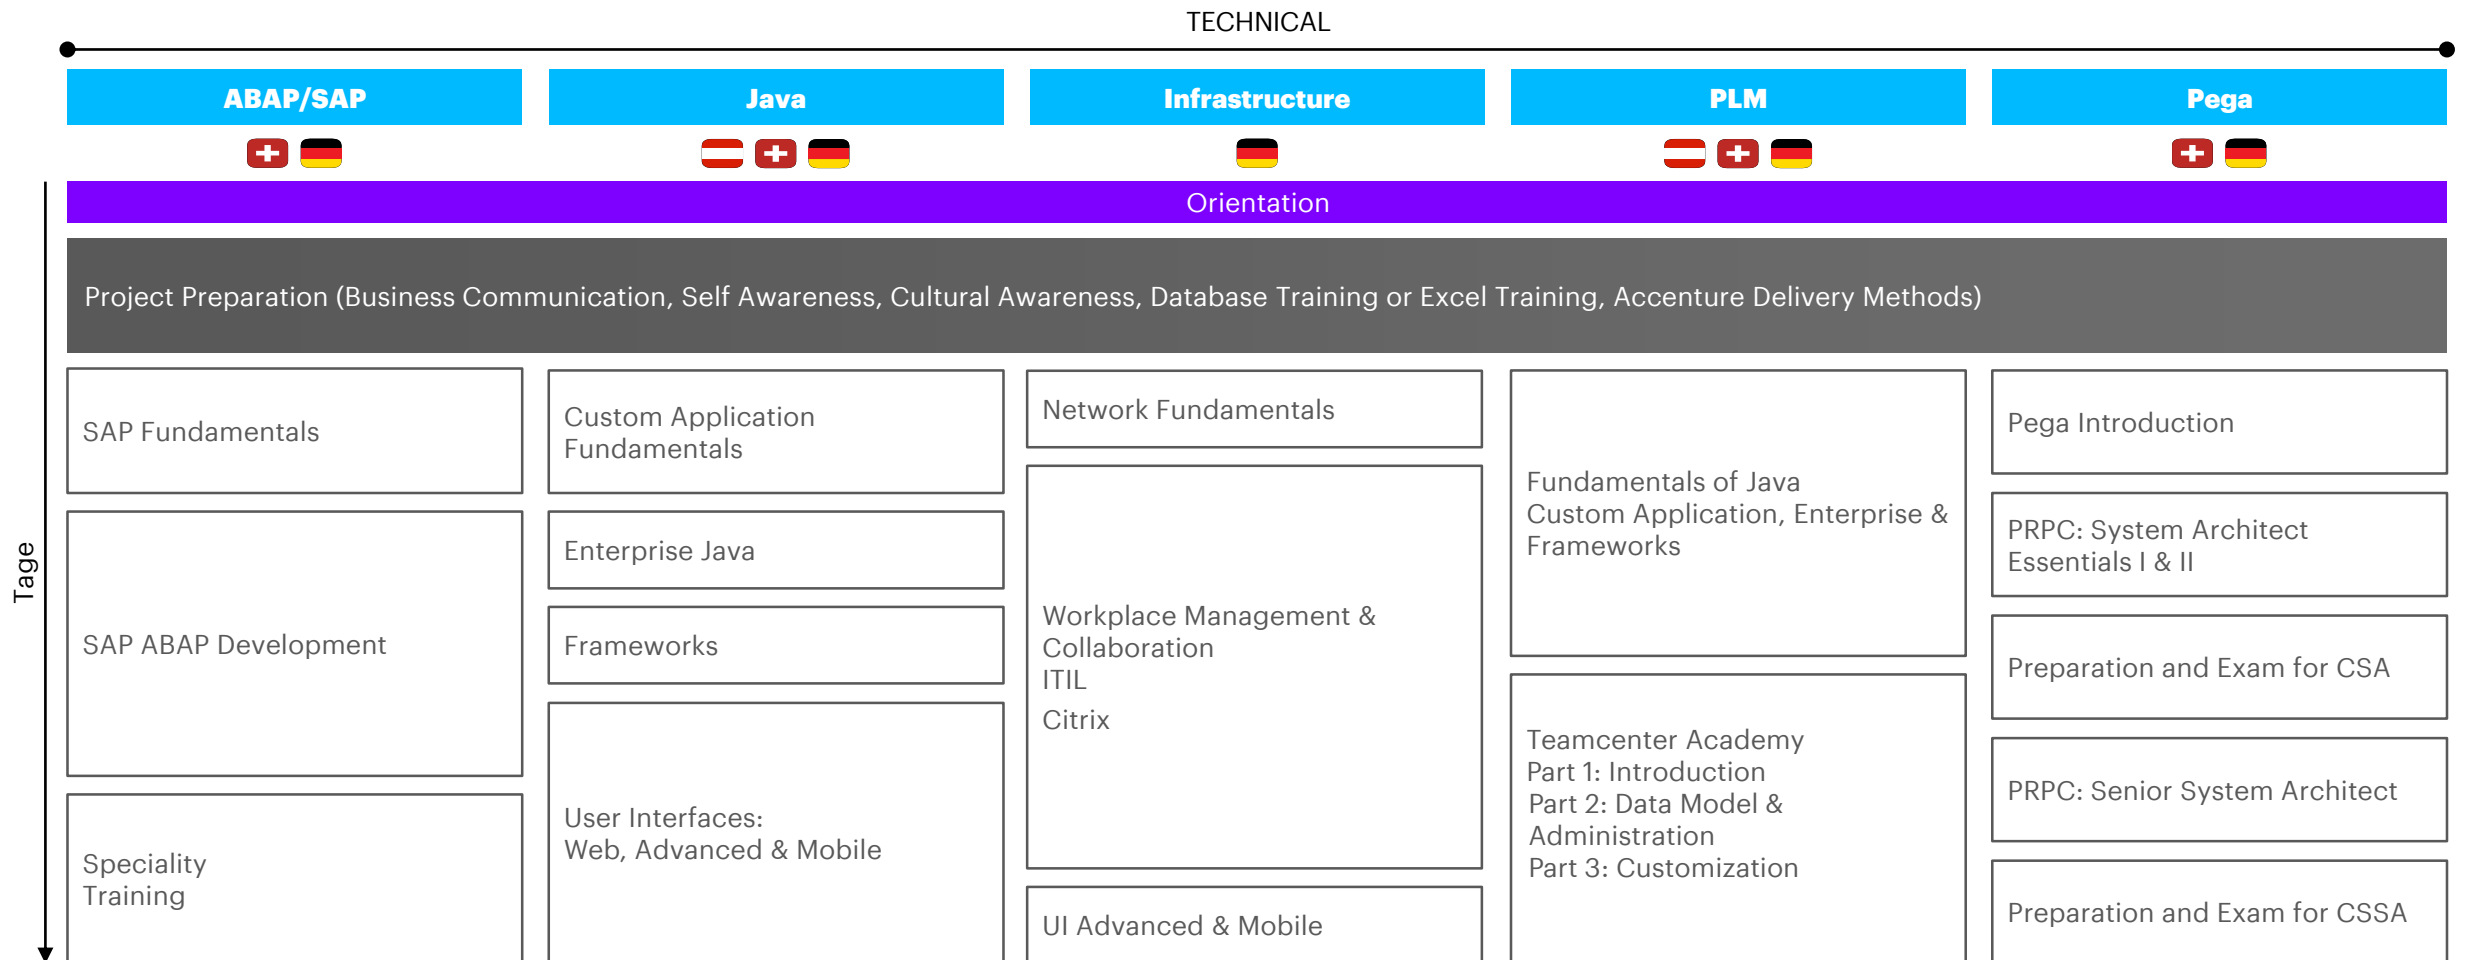 TECHNICAL
ABAP/SAP
Java
Infrastructure
PLM
Pega
Orientation
Project Preparation (Business Communication, Self Awareness, Cultural Awareness, Database Training or Excel Training, Accenture Delivery Methods)
Tage
SAP Fundamentals
SAP ABAP Development
Speciality
Training
Custom Application
Fundamentals
Enterprise Java
Frameworks
User Interfaces:
Web, Advanced & Mobile
Network Fundamentals
Workplace Management &
Collaboration
ITIL
Citrix
UI Advanced & Mobile
Fundamentals of Java
Custom Application, Enterprise &
Frameworks
Teamcenter Academy
Part 1: Introduction
Part 2: Data Model &
Administration
Part 3: Customization
Pega Introduction
PRPC: System Architect
Essentials I & II
Preparation and Exam for CSA
PRPC: Senior System Architect
Preparation and Exam for CSSA